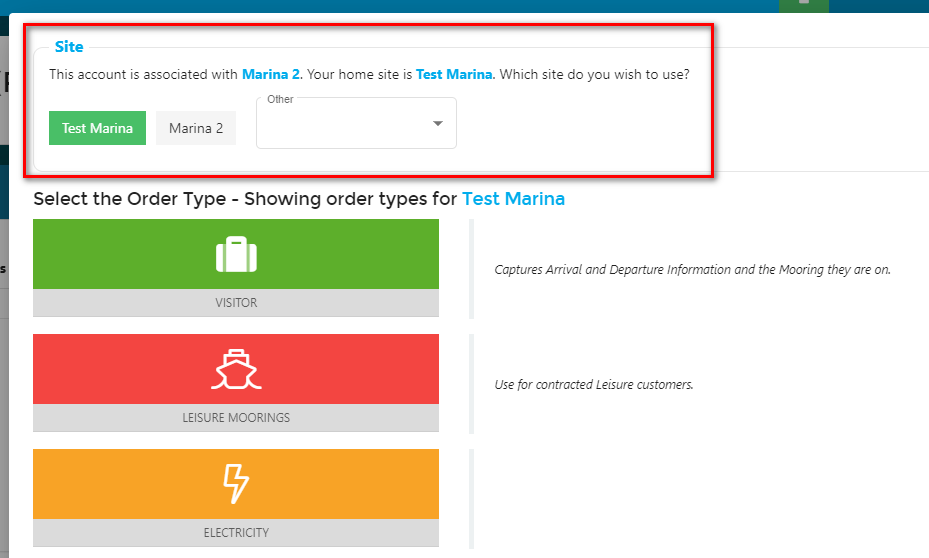 Site
This account is associated with Marina 2. Your home site is Test Marina. Which site do you wish to use?
Other
Test Marina
Marina 2
Select the Order Type - Showing order types for Test Marina
VISITOR
Captures Arrival and Departure Information and the Mooring they are on.
LEISURE MOORINGS
Use for contracted Leisure customers.
ELECTRICITY